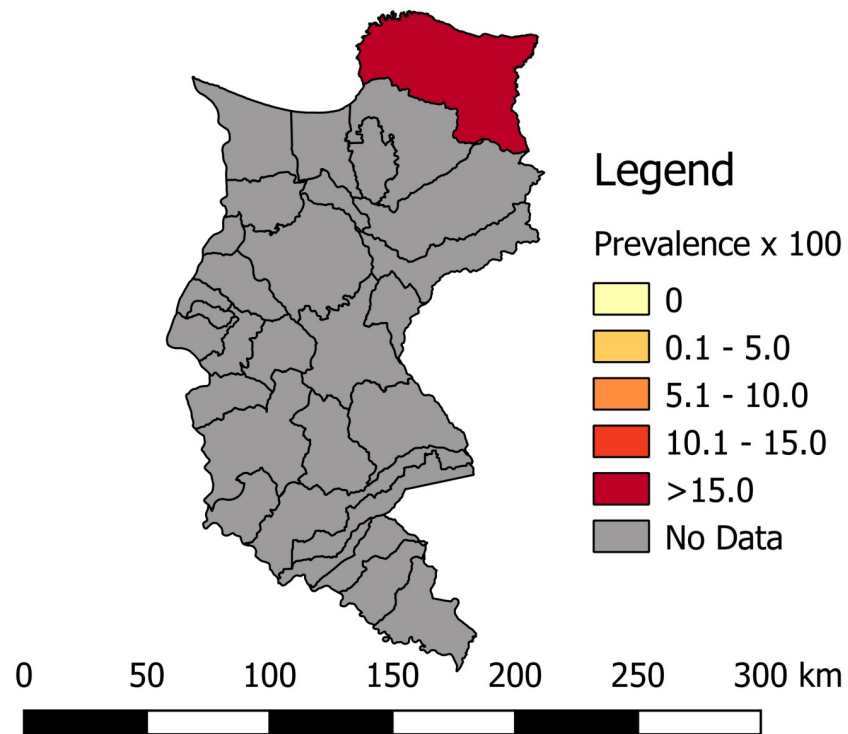 Legend
Prevalence x 100
0
0.1 - 5.0
5.1 - 10.0
10.1 - 15.0
>15.0
No Data
0 50 100 150 200 250 300 km